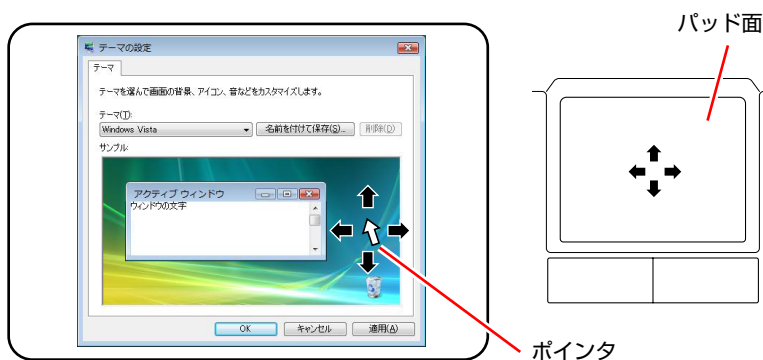 パッド面
テーマの設定
テーマ
テーマを選んで画面の背景、アイコン、音などをカスタマイズします。
テーマ(T):
Windows Vista
名前を付けて保存(S)...
削除(D)
サンプル:
アクティブ ウィンドウ
ウィンドウの文字
OK
キャンセル
適用(A)
ポインタ